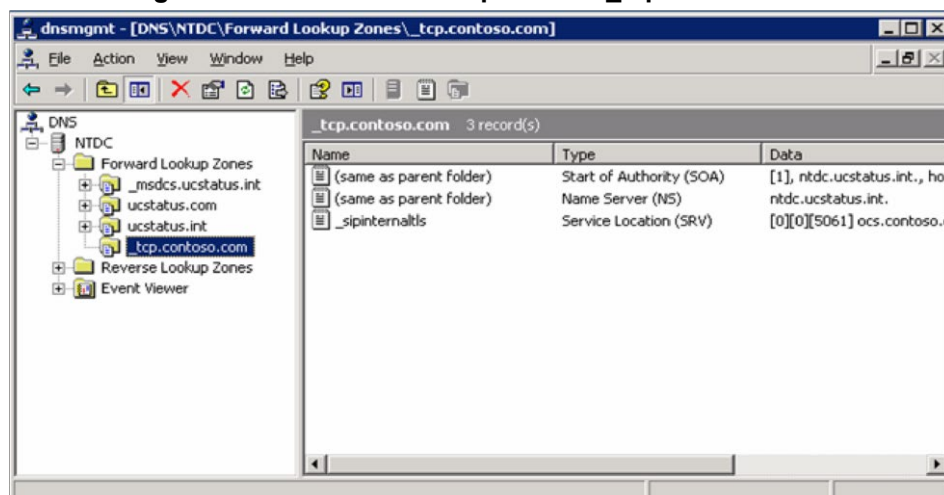 dnsmgmt - [DNS\NTDC\Forward Lookup Zones\_tcp.contoso.com]
File Action View Window Help
DNS
NTDC
Forward Lookup Zones
_msdcs.ucstatus.int
ucstatus.com
ucstatus.int
_tcp.contoso.com
Reverse Lookup Zones
Event Viewer
_tcp.contoso.com 3 record(s)
Name Type Data
(same as parent folder) Start of Authority (SOA) [1], ntdc.ucstatus.int., ho
(same as parent folder) Name Server (NS) ntdc.ucstatus.int.
_sipinternaltls Service Location (SRV) [0][0][5061] ocs.contoso.